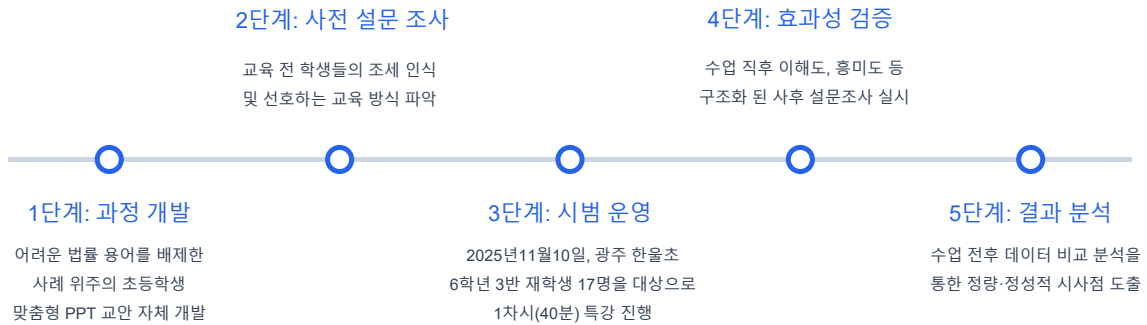 2단계: 사전 설문 조사
교육 전 학생들의 조세 인식
및 선호하는 교육 방식 파악
4단계: 효과성 검증
수업 직후 이해도, 흥미도 등
구조화 된 사후 설문조사 실시
1단계: 과정 개발
어려운 법률 용어를 배제한
사례 위주의 초등학생
맞춤형 PPT 교안 자체 개발
3단계: 시범 운영
2025년11월10일, 광주 한울초
6학년 3반 재학생 17명을 대상으로
1차시(40분) 특강 진행
5단계: 결과 분석
수업 전후 데이터 비교 분석을
통한 정량·정성적 시사점 도출